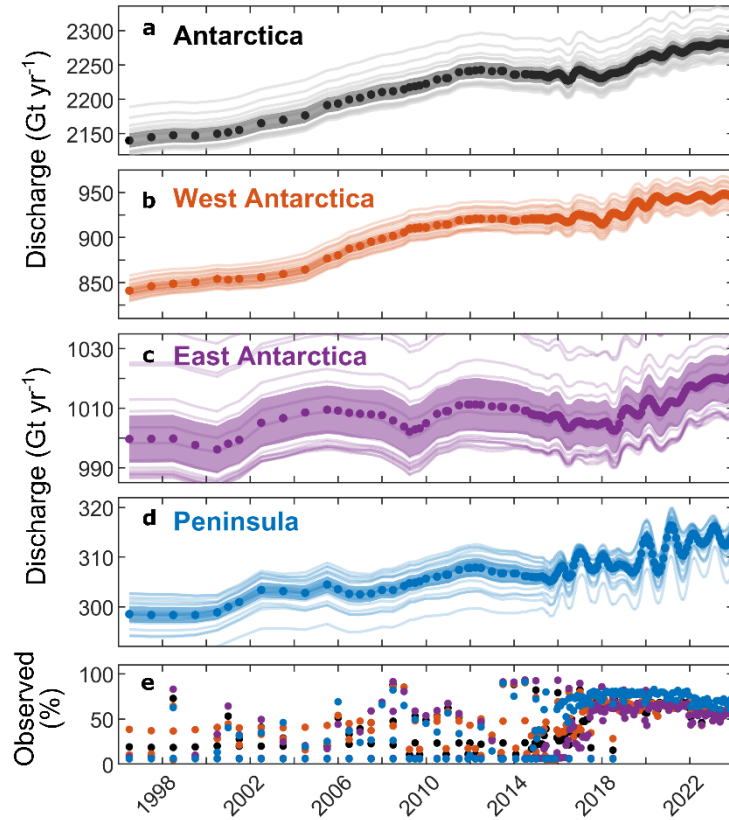 a Antarctica
Discharge (Gt yr⁻¹)
2300
2250
2200
2150
b West Antarctica
950
900
850
c East Antarctica
Discharge (Gt yr⁻¹)
1030
1010
990
d Peninsula
320
310
300
e
Observed
(%)
100
50
0
1998 2002 2006 2010 2014 2018 2022